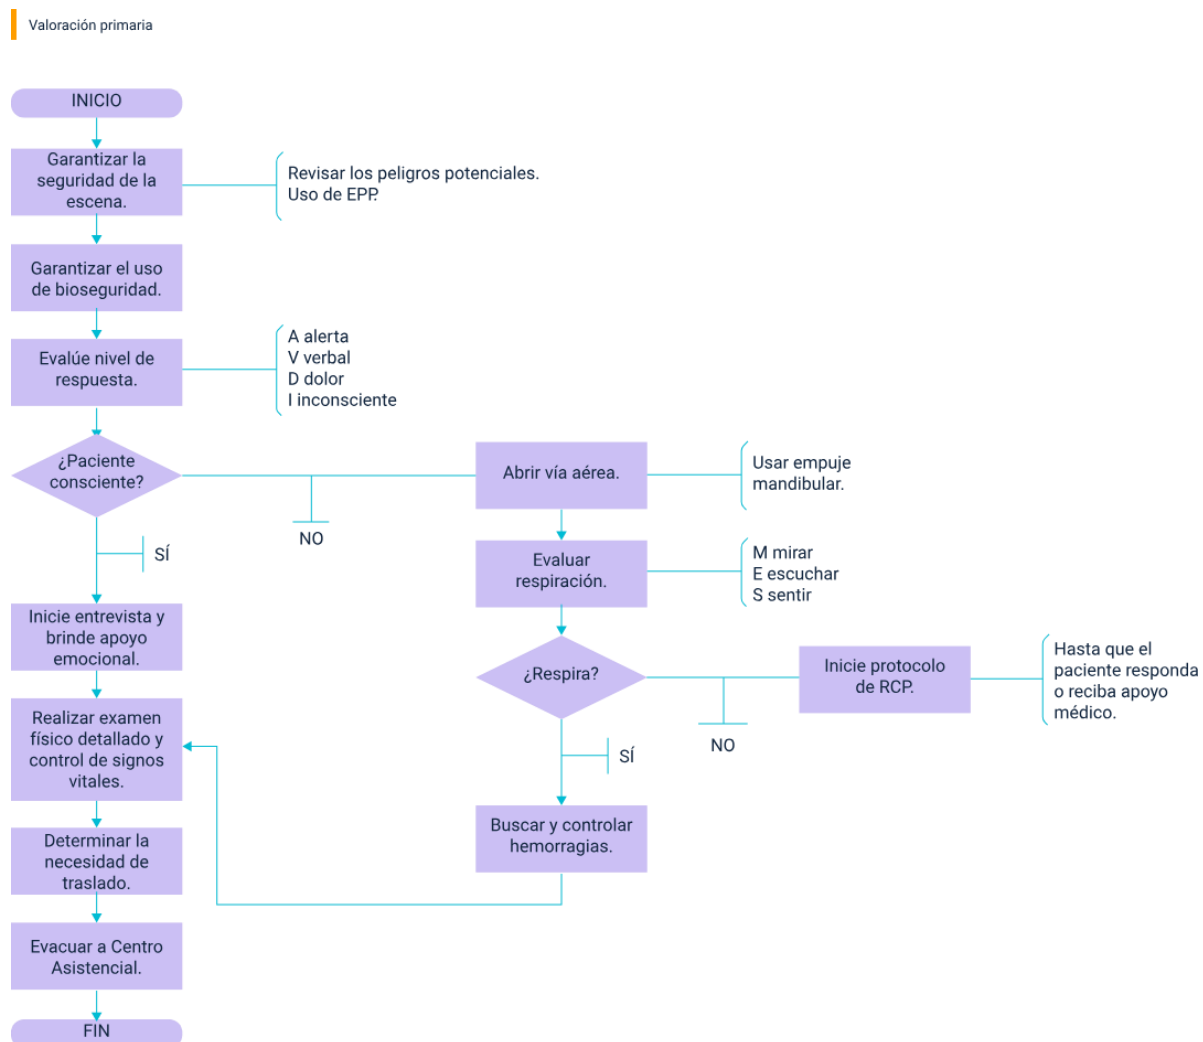 Valoración primaria
INICIO
Garantizar la
seguridad de la
escena.
Revisar los peligros potenciales.
Uso de EPP.
Garantizar el uso
de bioseguridad.
Evalúe nivel de
respuesta.
A alerta
V verbal
D dolor
I inconsciente
¿Paciente
consciente?
NO
SÍ
Abrir vía aérea.
Usar empuje
mandibular.
Evaluar
respiración.
M mirar
E escuchar
S sentir
¿Respira?
NO
Inicie protocolo
de RCP.
Hasta que el
paciente responda
o reciba apoyo
médico.
SÍ
Buscar y controlar
hemorragias.
Inicie entrevista y
brinde apoyo
emocional.
Realizar examen
físico detallado y
control de signos
vitales.
Determinar la
necesidad de
traslado.
Evacuar a Centro
Asistencial.
FIN